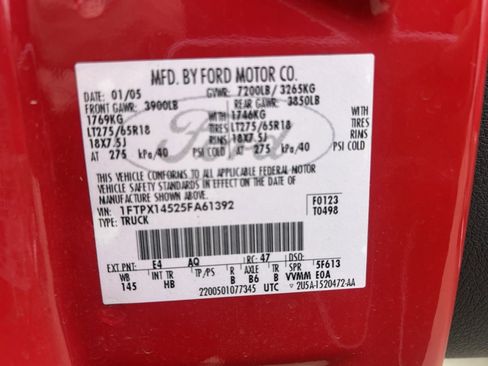 MFD. BY FORD MOTOR CO.
DATE: 01/05 GVWR: 7200LB/ 3265KG
FRONT GAWR: 3900LB REAR GAWR: 3850LB
1769KG WITH 1746KG WITH
LT275/65R18 TIRES LT275/65R18 TIRES
18X7.5J RIMS 18X7.5J RIMS
AT 275 kPa/40 PSI COLD AT 275 kPa/40 PSI COLD
Ford
THIS VEHICLE CONFORMS TO ALL APPLICABLE FEDERAL MOTOR
VEHICLE SAFETY STANDARDS IN EFFECT ON THE DATE OF
MANUFACTURE SHOWN ABOVE.
VIN: 1FTPX14525FA61392 F0123
TYPE: TRUCK T0498
EXT PNT: E4 AQ RC: 47 DSO:
WB INT TR TP/PS R AXLE TR SPR 5F613
145 HB B B6 B VVMM E0A
2200501077345 UTC 2U5A-1520472-AA